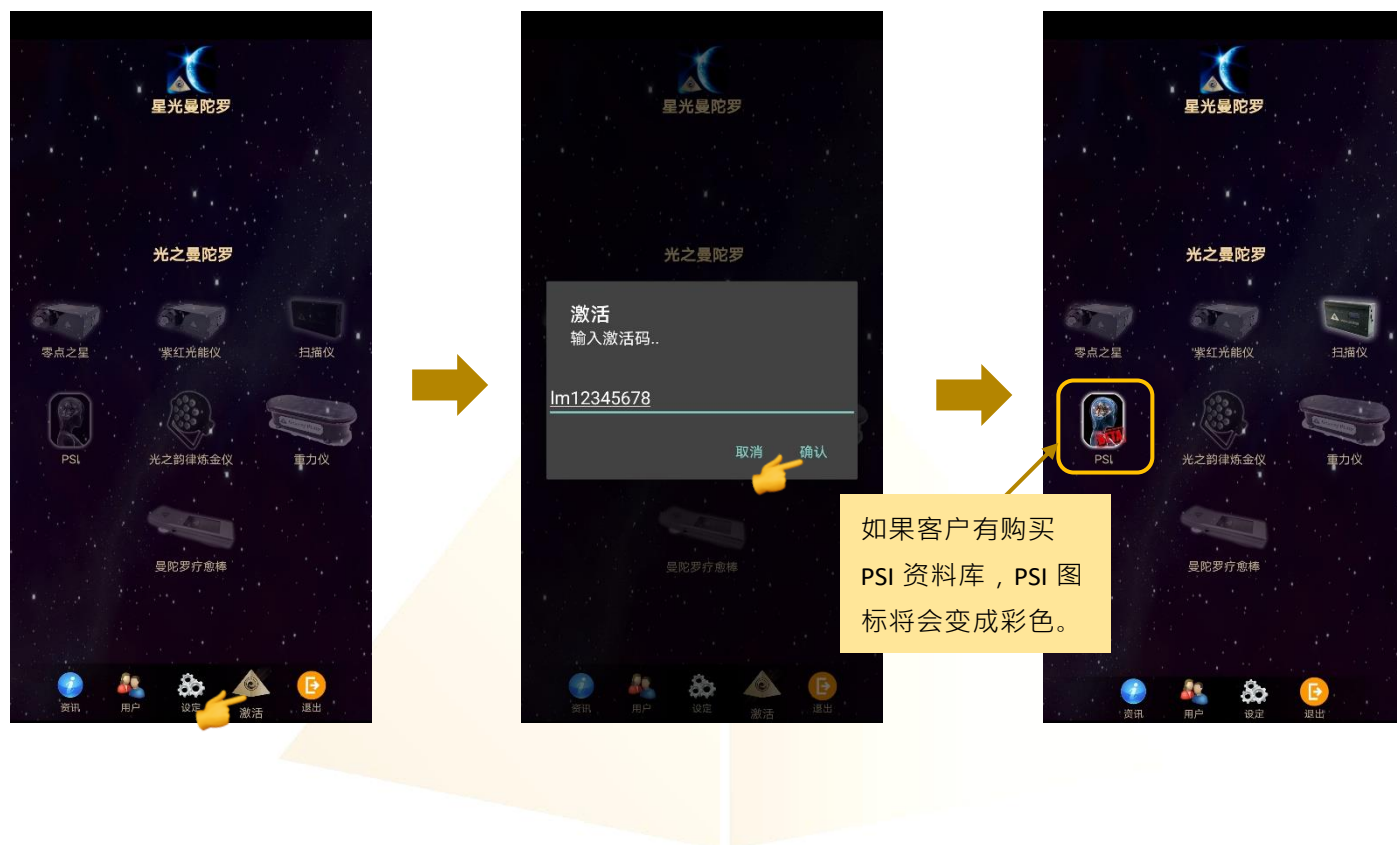 星光曼陀罗
光之曼陀罗
零点之星 紫红光能仪 扫描仪
PSI 光之韵律炼金仪 重力仪
曼陀罗疗愈棒
资讯 用户 设定 激活 退出
星光曼陀罗
光之曼陀罗
激活
输入激活码..
lm12345678
取消 确认
曼陀罗疗愈棒
资讯 用户 设定 激活 退出
星光曼陀罗
光之曼陀罗
零点之星 紫红光能仪 扫描仪
PSI 光之韵律炼金仪 重力仪
曼陀罗疗愈棒
资讯 用户 设定 退出
如果客户有购买
PSI 资料库，PSI 图
标将会变成彩色。